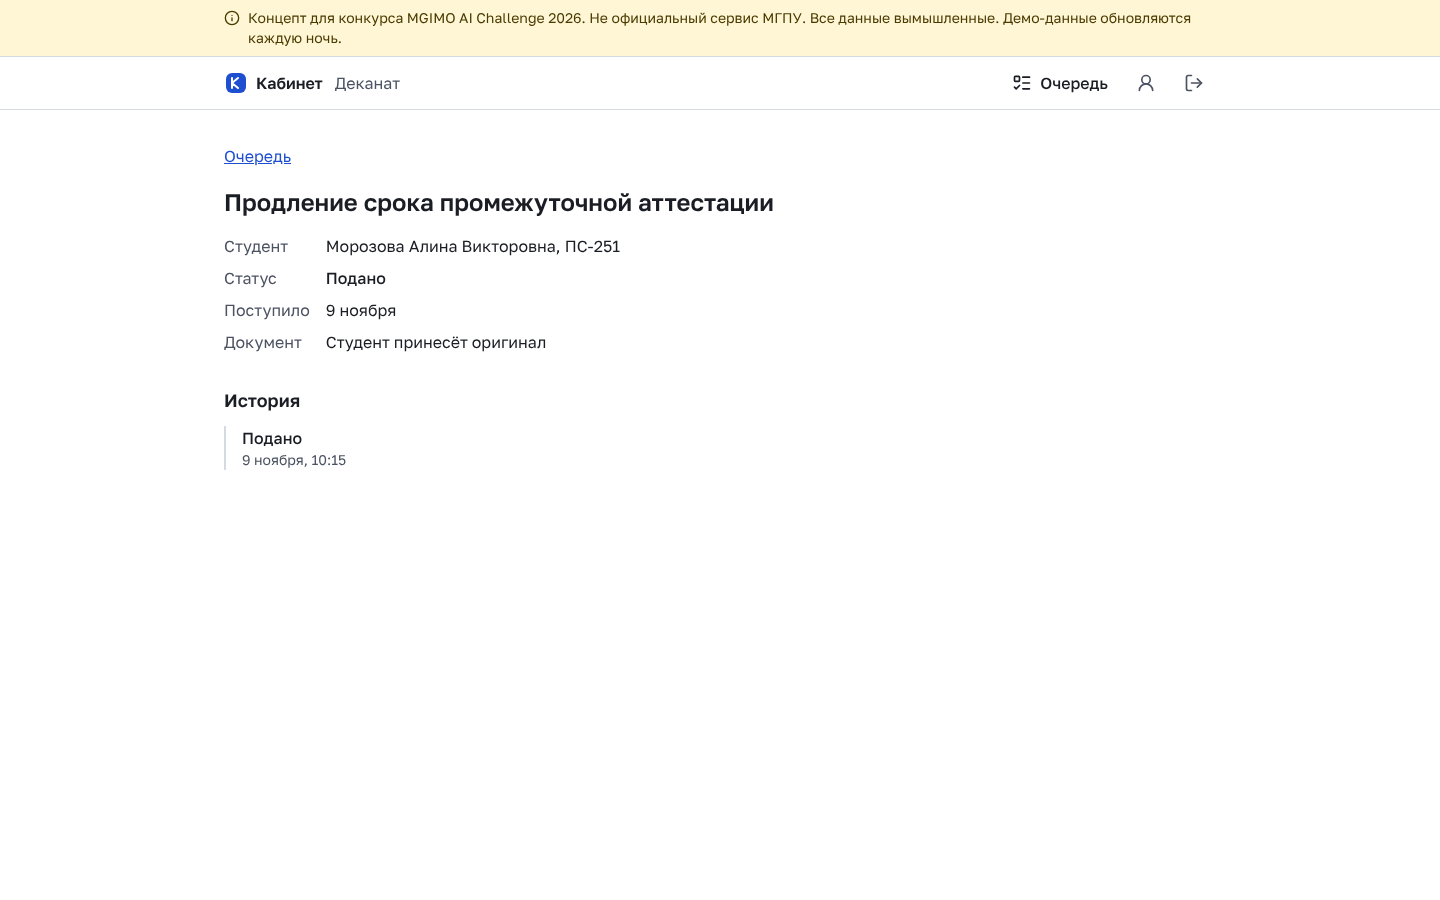 Концепт для конкурса MGIMO AI Challenge 2026. Не официальный сервис МГПУ. Все данные вымышленные. Демо-данные обновляются
каждую ночь.
Кабинет Деканат Очередь
Очередь
Продление срока промежуточной аттестации
Студент Морозова Алина Викторовна, ПС-251
Статус Подано
Поступило 9 ноября
Документ Студент принесёт оригинал
История
Подано
9 ноября, 10:15